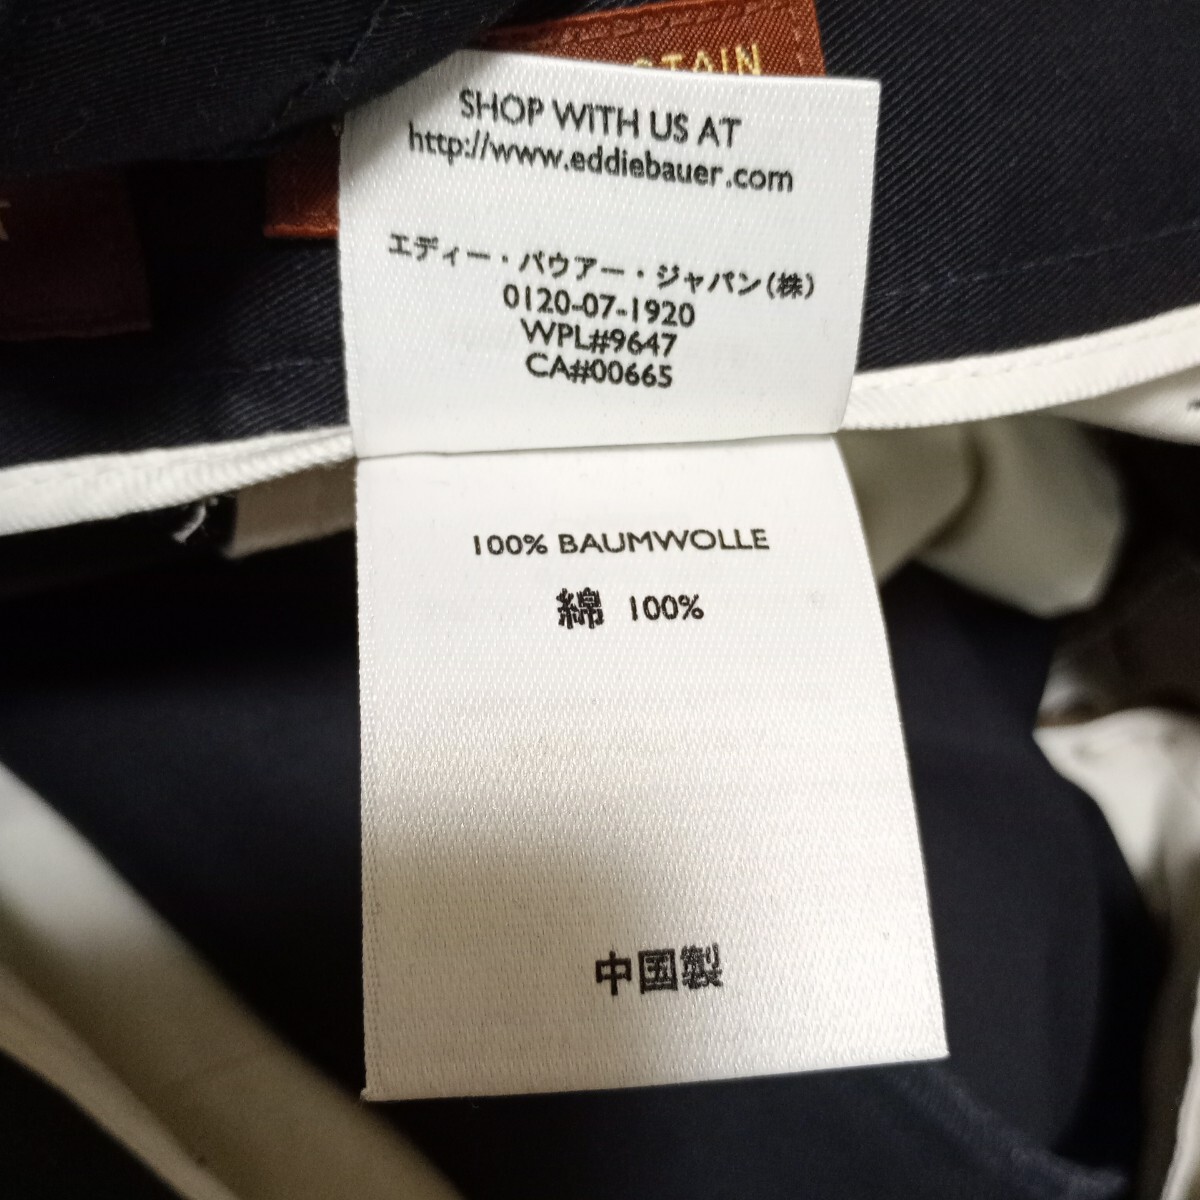 STAIN
SHOP WITH US AT
http://www.eddiebauer.com
エディー・バウアー・ジャパン(株)
0120-07-1920
WPL#9647
CA#00665
100% BAUMWOLLE
綿 100%
中国製